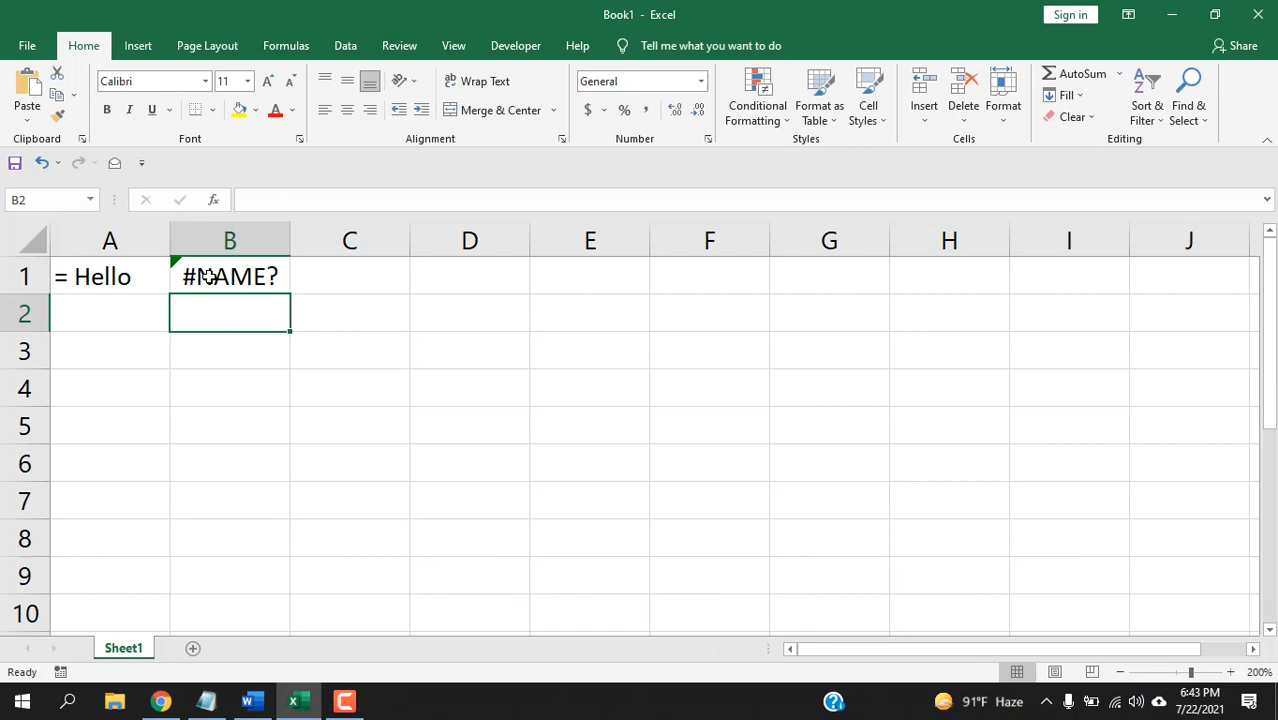 Book1 - Excel
Sign in
File Home Insert Page Layout Formulas Data Review View Developer Help Tell me what you want to do Share
Paste
Calibri 11 A A
B I U A
Wrap Text
Merge & Center
General
$ % ,
Conditional Formatting
Format as Table
Cell Styles
Insert
Delete
Format
AutoSum
Fill
Clear
Sort & Filter
Find & Select
Clipboard Font Alignment Number Styles Cells Editing
B2 fx
A B C D E F G H I J
1 = Hello #NAME?
2
3
4
5
6
7
8
9
10
Sheet1
Ready 200%
91°F Haze
6:43 PM
7/22/2021